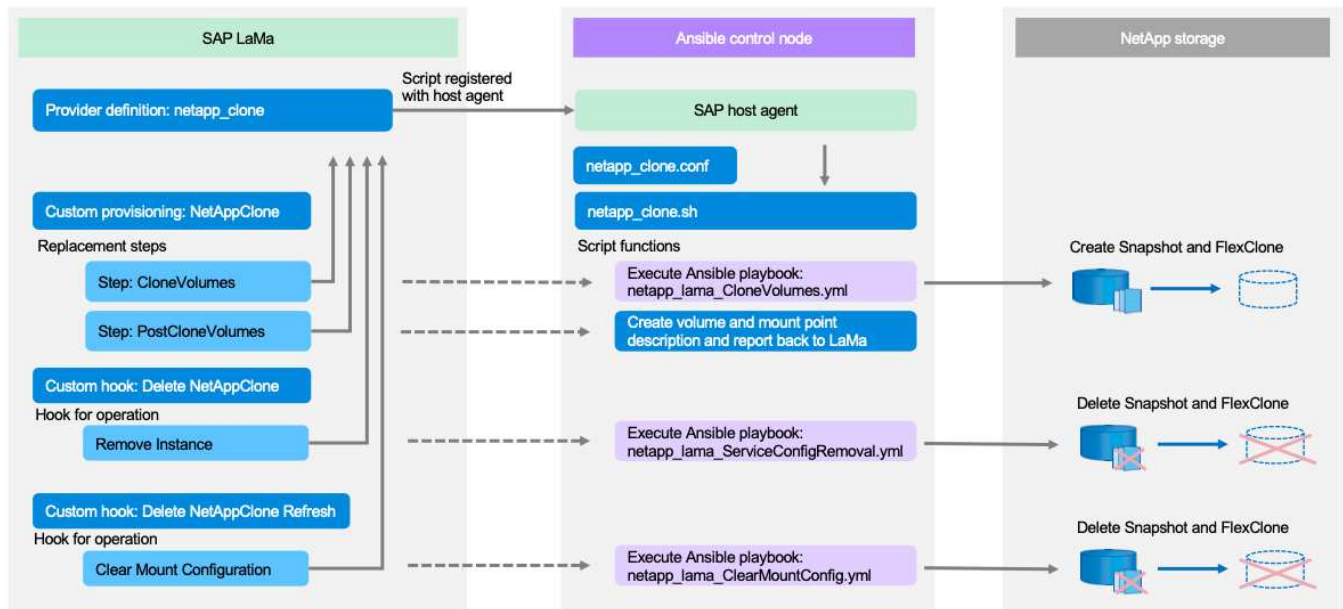 SAP LaMa
Ansible control node
NetApp storage
Script registered
with host agent
Provider definition: netapp_clone
SAP host agent
netapp_clone.conf
Custom provisioning: NetAppClone
netapp_clone.sh
Replacement steps
Script functions
Create Snapshot and FlexClone
Step: CloneVolumes
Execute Ansible playbook:
netapp_lama_CloneVolumes.yml
Step: PostCloneVolumes
Create volume and mount point
description and report back to LaMa
Custom hook: Delete NetAppClone
Hook for operation
Delete Snapshot and FlexClone
Remove Instance
Execute Ansible playbook:
netapp_lama_ServiceConfigRemoval.yml
Custom hook: Delete NetAppClone Refresh
Hook for operation
Delete Snapshot and FlexClone
Clear Mount Configuration
Execute Ansible playbook:
netapp_lama_ClearMountConfig.yml